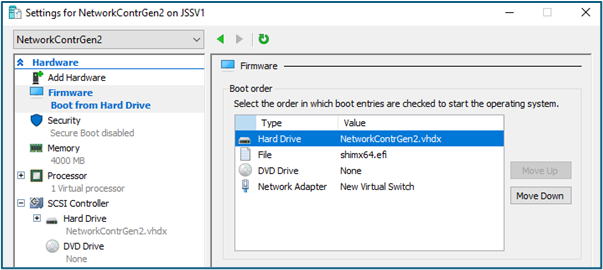 Settings for NetworkContrGen2 on JSSV1
NetworkContrGen2
Hardware
Add Hardware
Firmware
Boot from Hard Drive
Security
Secure Boot disabled
Memory
4000 MB
Processor
1 Virtual processor
SCSI Controller
Hard Drive
NetworkContrGen2.vhdx
DVD Drive
None
Firmware
Boot order
Select the order in which boot entries are checked to start the operating system.
Type Value
Hard Drive NetworkContrGen2.vhdx
File shimx64.efi
DVD Drive None
Network Adapter New Virtual Switch
Move Up
Move Down